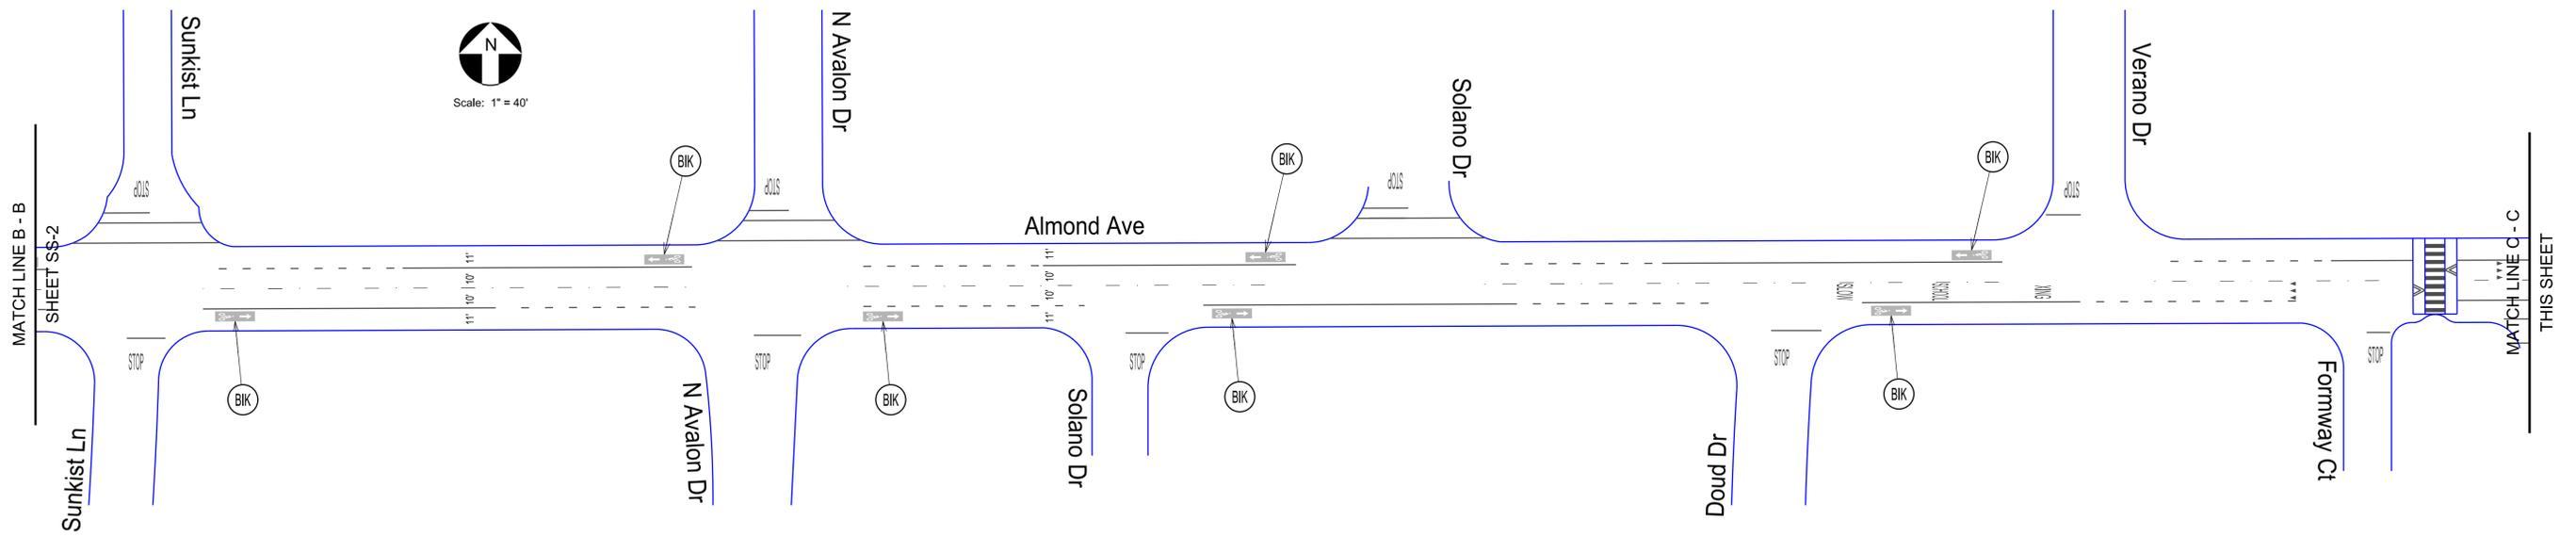 Sunkist Ln
N
Scale: 1" = 40'
N Avalon Dr
Solano Dr
Verano Dr
BIK
BIK
BIK
STOP
STOP
STOP
STOP
Almond Ave
MATCH LINE B - B
SHEET SS-2
11'
10'
10'
11'
11'
10'
10'
11'
SLOW
SCHOOL
XING
MATCH LINE C - C
THIS SHEET
STOP
STOP
STOP
STOP
STOP
BIK
BIK
BIK
BIK
Sunkist Ln
N Avalon Dr
Solano Dr
Doud Dr
Formway Ct